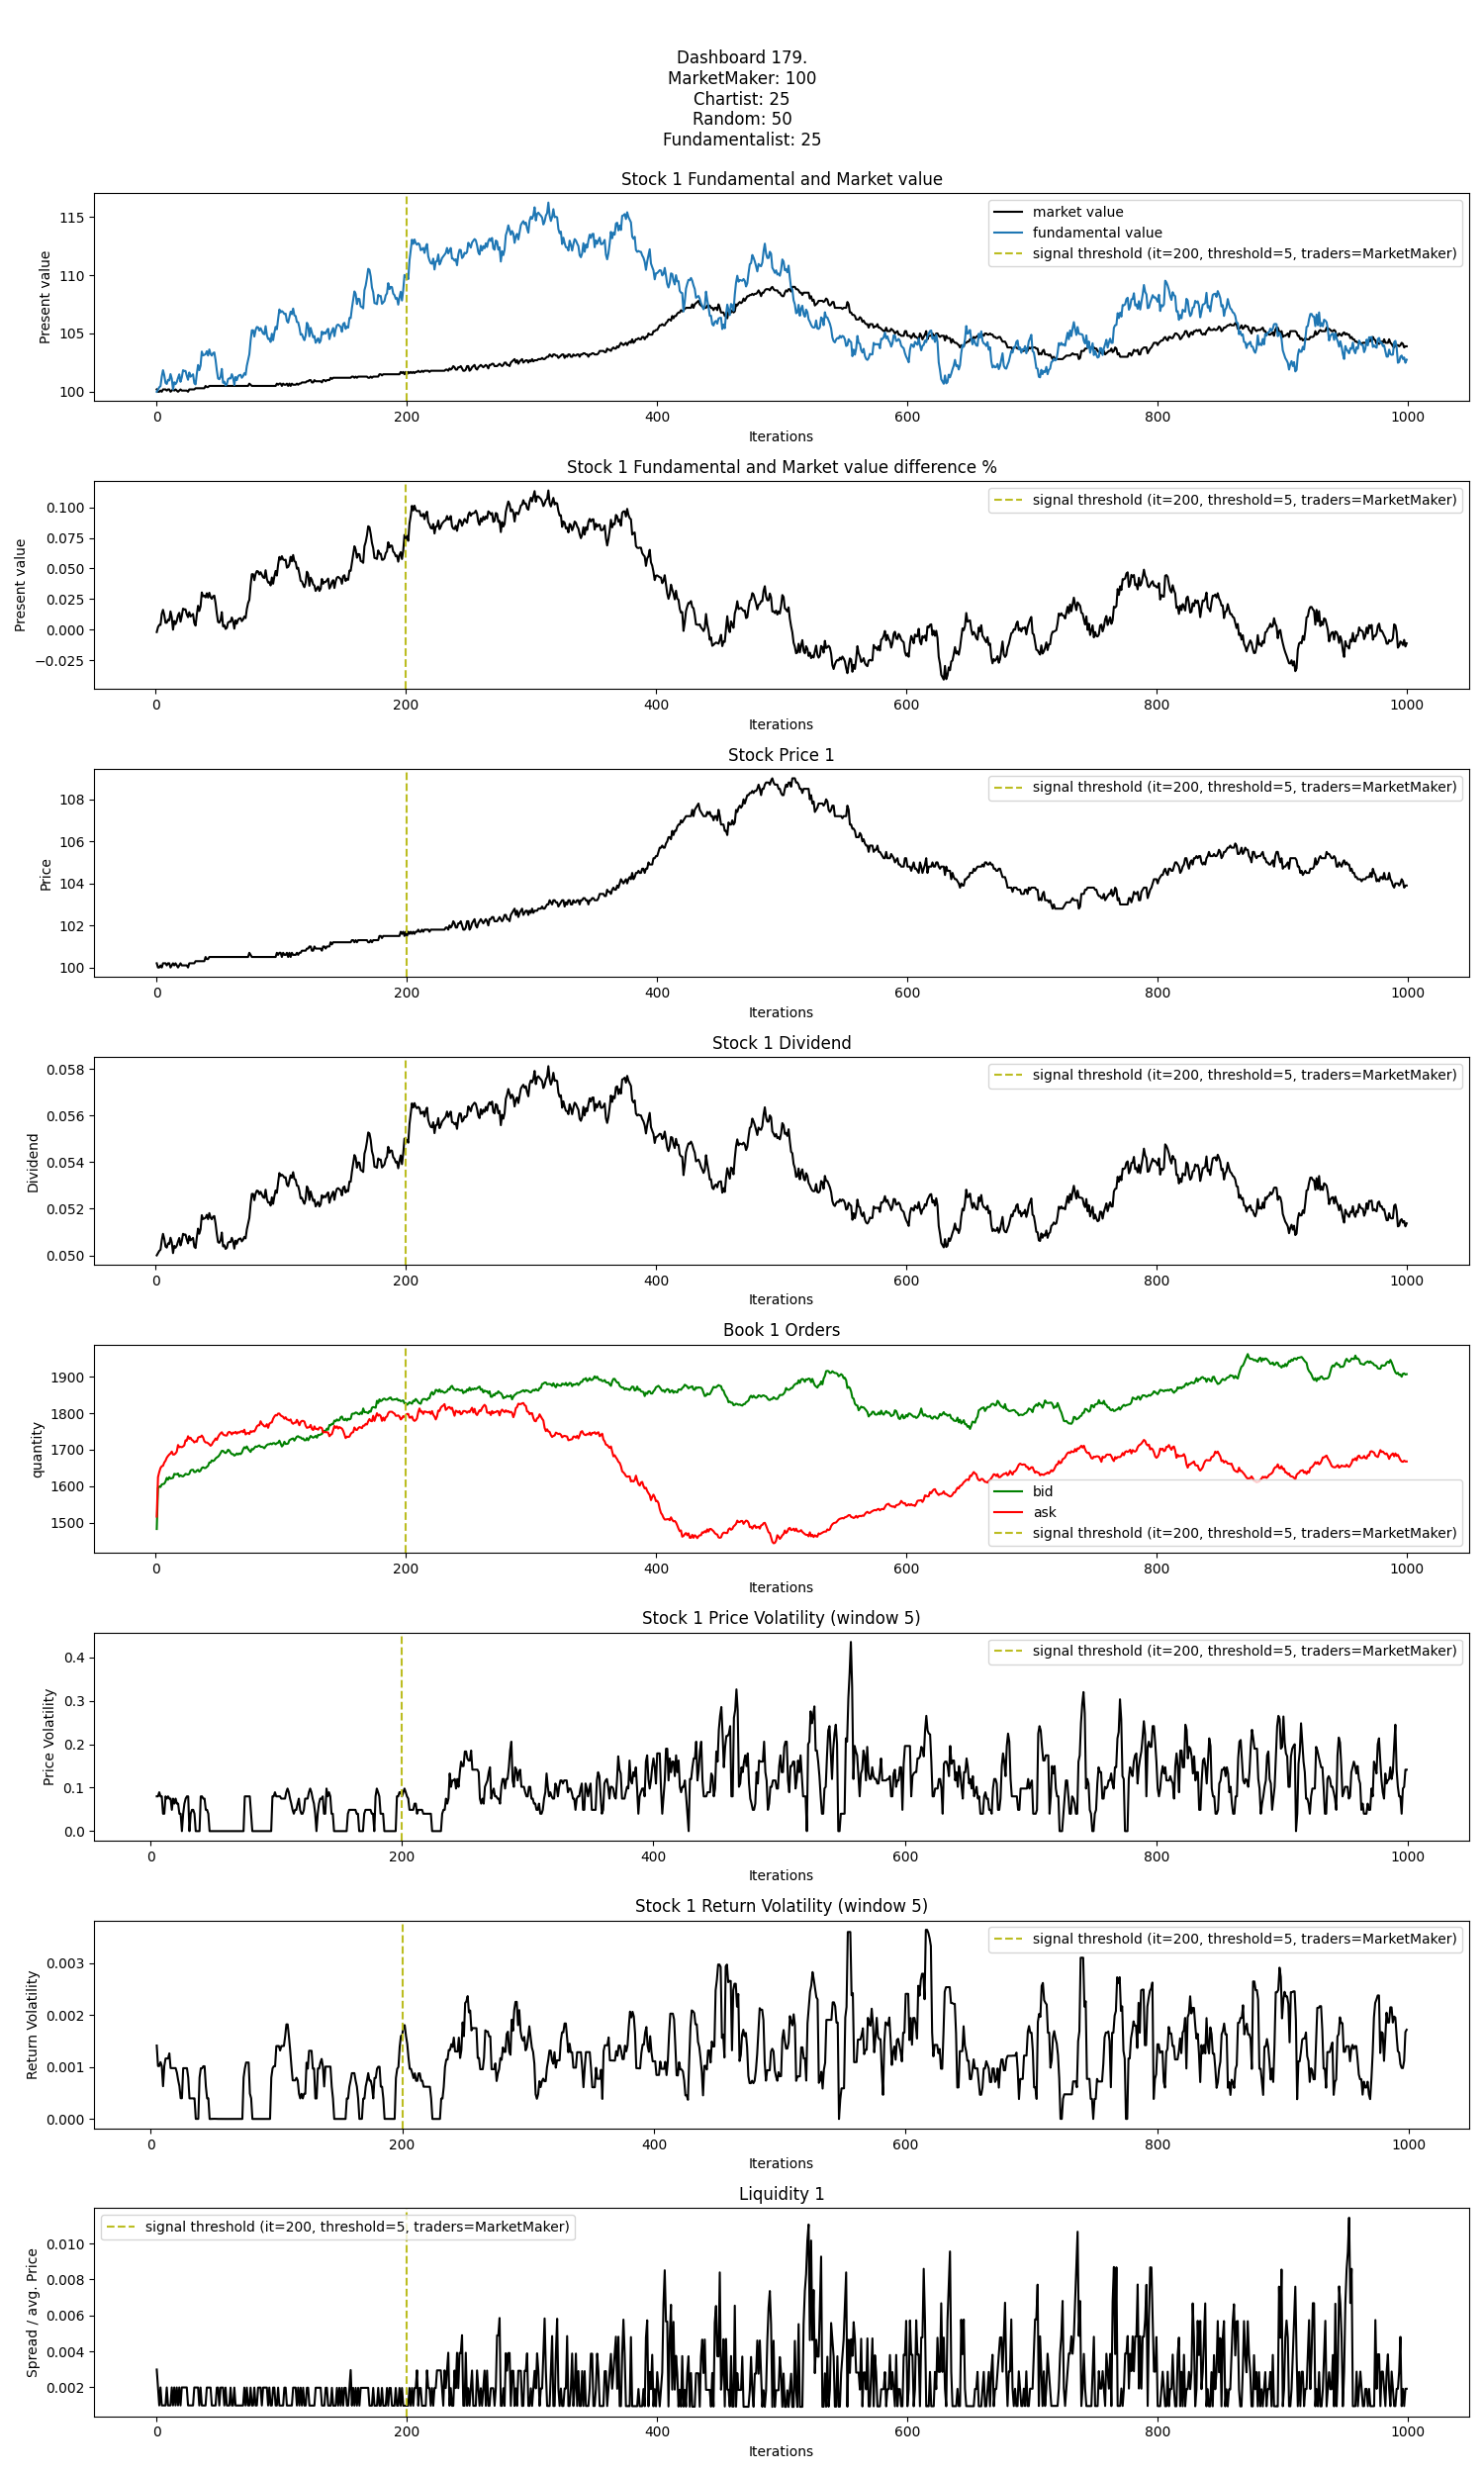 Dashboard 179.
MarketMaker: 100
Chartist: 25
Random: 50
Fundamentalist: 25
Stock 1 Fundamental and Market value
market value
fundamental value
signal threshold (it=200, threshold=5, traders=MarketMaker)
Present value
115
110
105
100
0 200 400 600 800 1000
Iterations
Stock 1 Fundamental and Market value difference %
signal threshold (it=200, threshold=5, traders=MarketMaker)
Present value
0.100
0.075
0.050
0.025
0.000
−0.025
0 200 400 600 800 1000
Iterations
Stock Price 1
signal threshold (it=200, threshold=5, traders=MarketMaker)
Price
108
106
104
102
100
0 200 400 600 800 1000
Iterations
Stock 1 Dividend
signal threshold (it=200, threshold=5, traders=MarketMaker)
Dividend
0.058
0.056
0.054
0.052
0.050
0 200 400 600 800 1000
Iterations
Book 1 Orders
quantity
1900
1800
1700
1600
1500
bid
ask
signal threshold (it=200, threshold=5, traders=MarketMaker)
0 200 400 600 800 1000
Iterations
Stock 1 Price Volatility (window 5)
signal threshold (it=200, threshold=5, traders=MarketMaker)
Price Volatility
0.4
0.3
0.2
0.1
0.0
0 200 400 600 800 1000
Iterations
Stock 1 Return Volatility (window 5)
signal threshold (it=200, threshold=5, traders=MarketMaker)
Return Volatility
0.003
0.002
0.001
0.000
0 200 400 600 800 1000
Iterations
Liquidity 1
signal threshold (it=200, threshold=5, traders=MarketMaker)
Spread / avg. Price
0.010
0.008
0.006
0.004
0.002
0 200 400 600 800 1000
Iterations